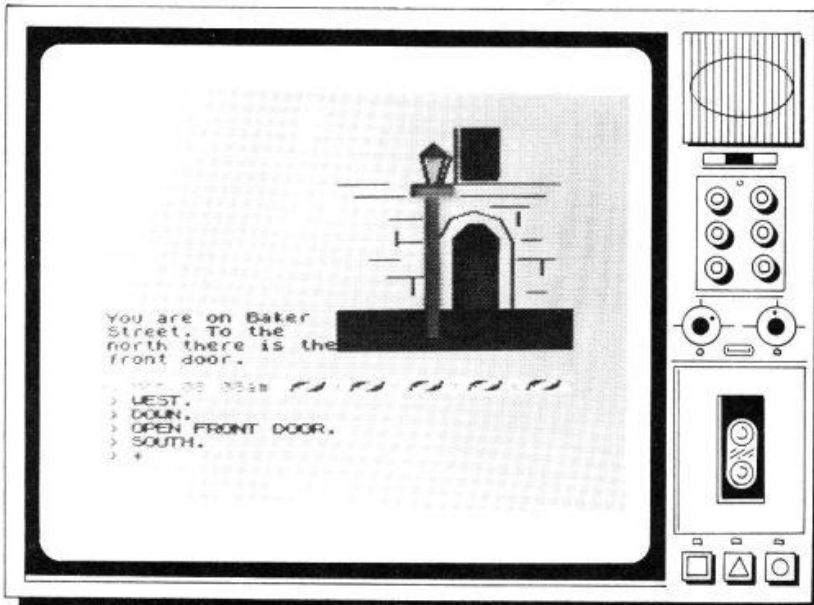 You are on Baker
Street. To the
north there is the
front door.
> WEST.
> DOWN.
> OPEN FRONT DOOR.
> SOUTH.
> +